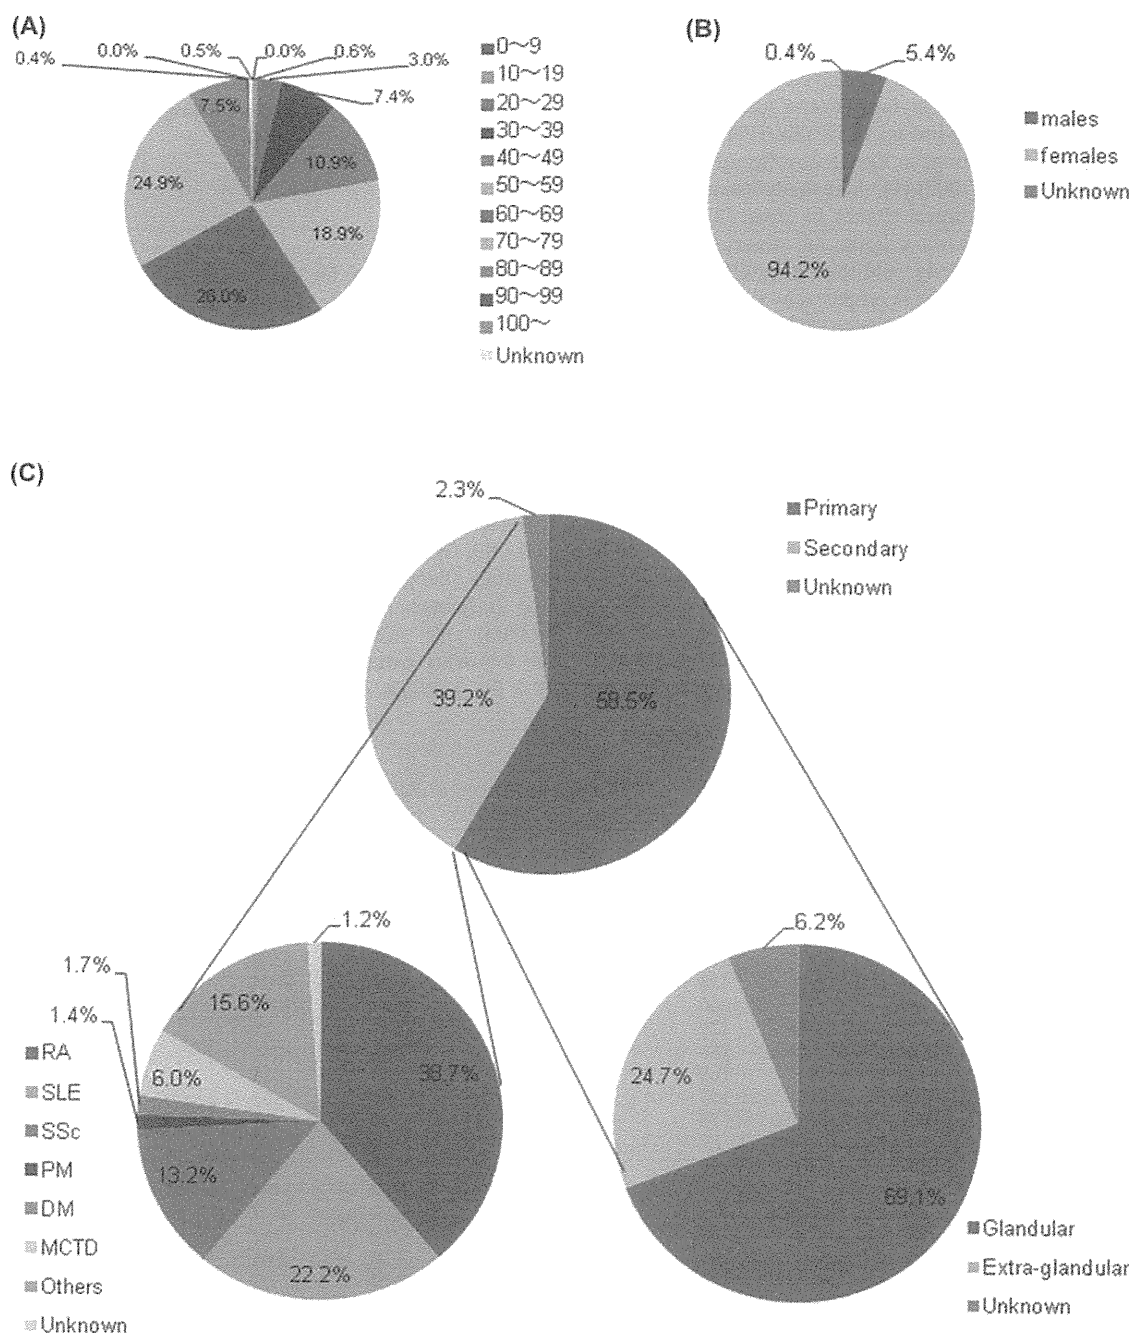 (A)
0.4%
0.0%
0.5%
0.0%
0.6%
3.0%
7.4%
7.5%
10.9%
24.9%
18.9%
26.0%
0～9
10～19
20～29
30～39
40～49
50～59
60～69
70～79
80～89
90～99
100～
Unknown
(B)
0.4%
5.4%
94.2%
males
females
Unknown
(C)
2.3%
39.2%
58.5%
Primary
Secondary
Unknown
1.2%
1.7%
1.4%
15.6%
6.0%
38.7%
13.2%
22.2%
RA
SLE
SSc
PM
DM
MCTD
Others
Unknown
6.2%
24.7%
69.1%
Glandular
Extra-glandular
Unknown